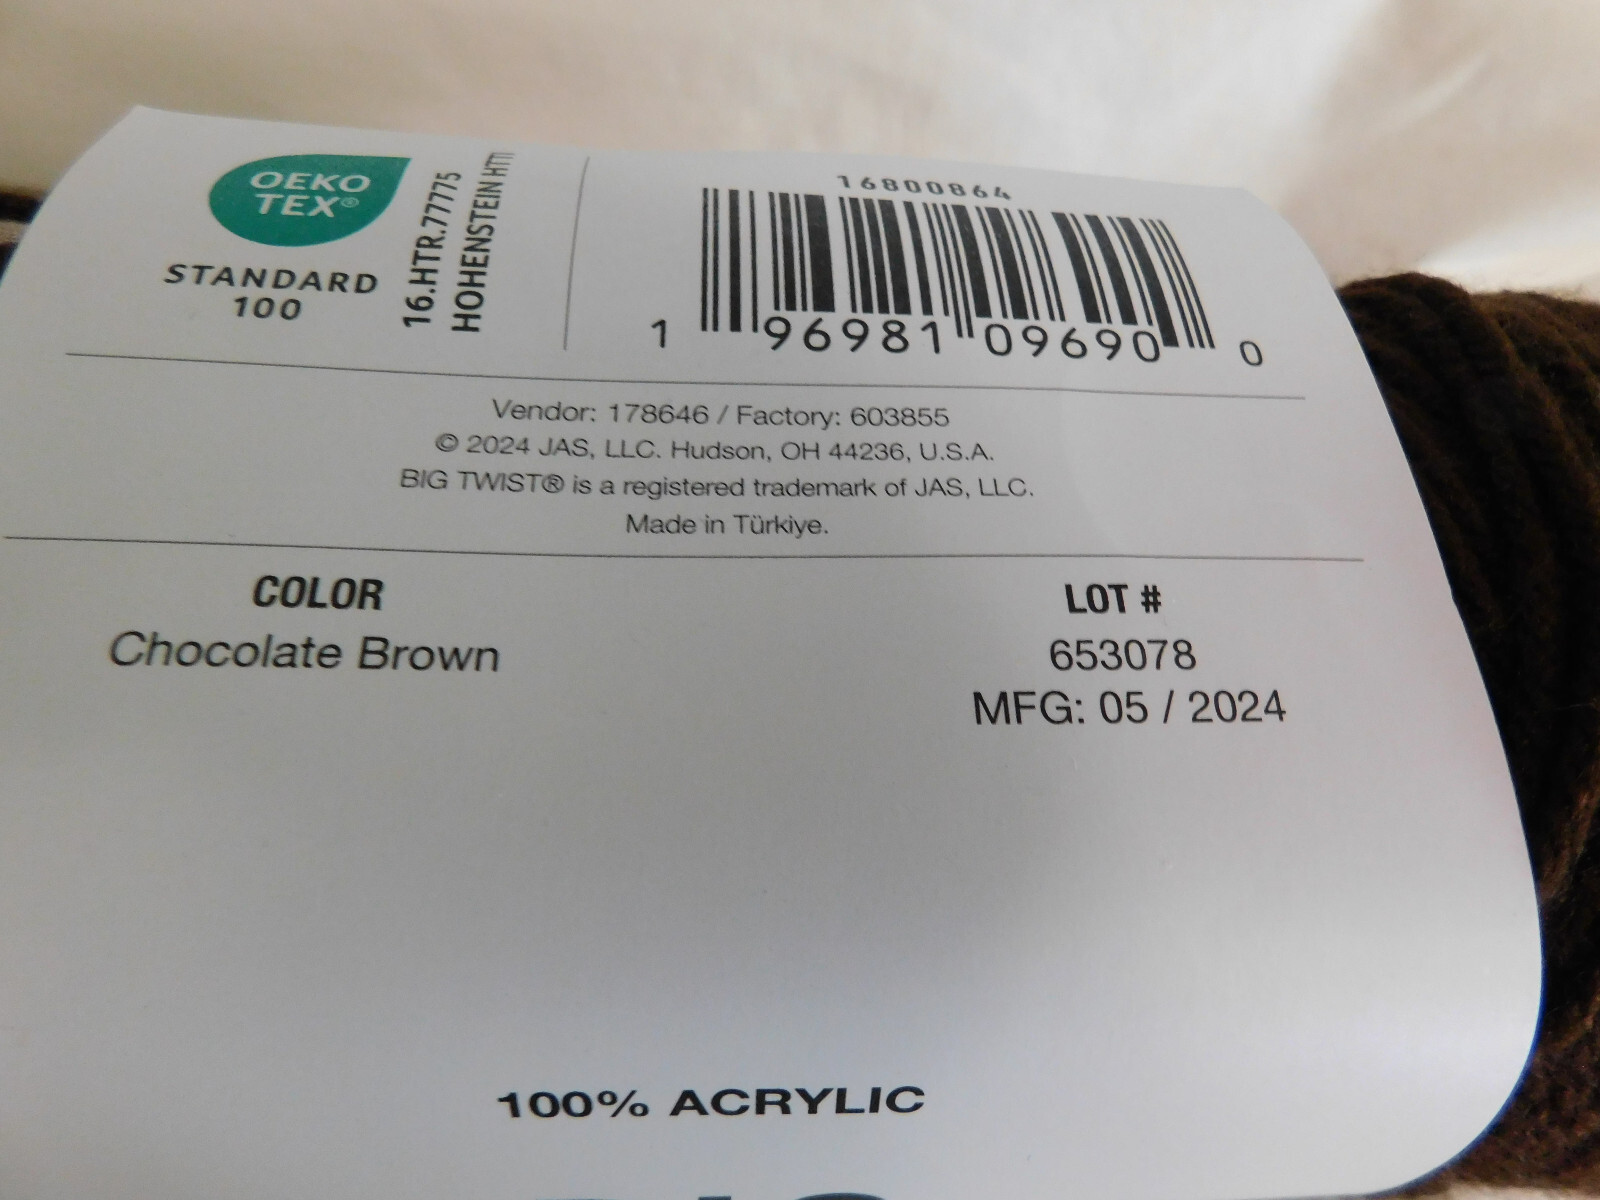 OEKO
TEX®
STANDARD
100
16.HTR.77775
HOHENSTEIN HTTI
16800864
1 96981 09690 0
Vendor: 178646 / Factory: 603855
© 2024 JAS, LLC. Hudson, OH 44236, U.S.A.
BIG TWIST® is a registered trademark of JAS, LLC.
Made in Türkiye.
COLOR
Chocolate Brown
LOT #
653078
MFG: 05 / 2024
100% ACRYLIC